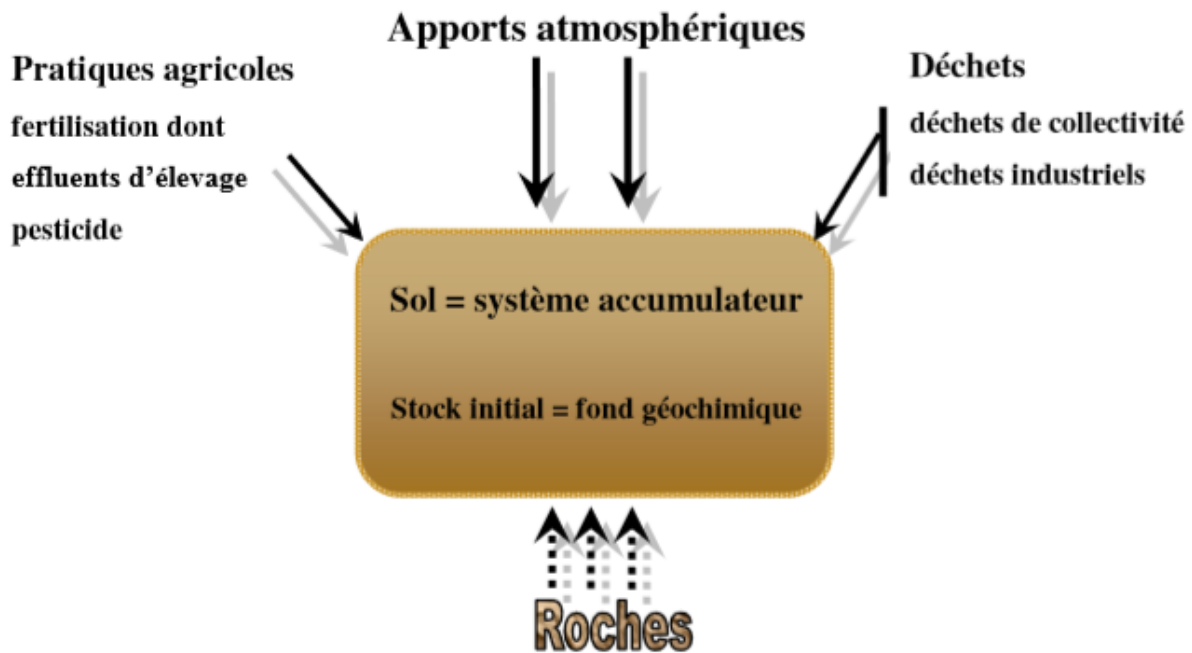 Apports atmosphériques
Pratiques agricoles
fertilisation dont
effluents d'élevage
pesticide
Déchets
déchets de collectivité
déchets industriels
Sol = système accumulateur
Stock initial = fond géochimique
Roches